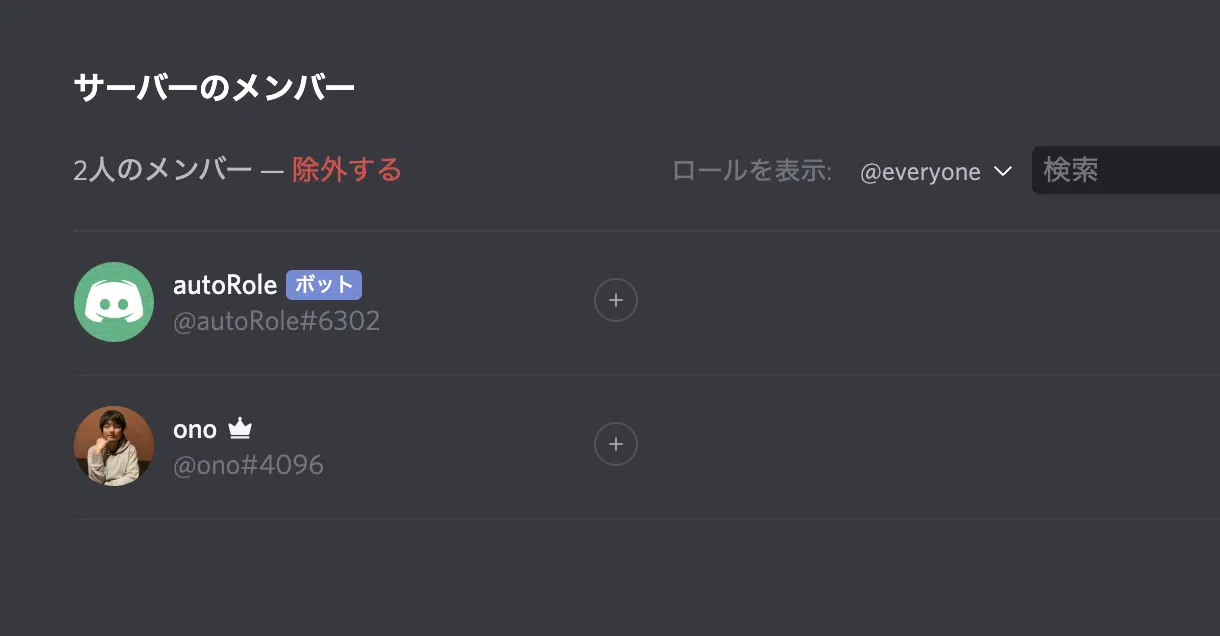 サーバーのメンバー
2人のメンバー — 除外する
ロールを表示: @everyone 検索
autoRole ボット
@autoRole#6302
ono
@ono#4096